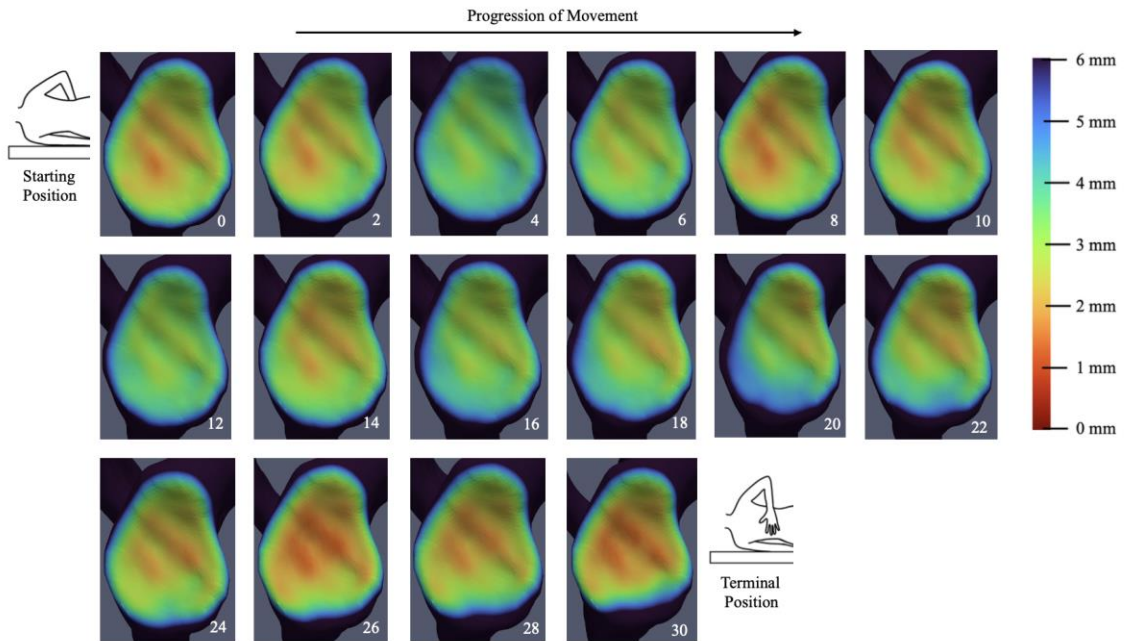 Progression of Movement
Starting
Position
0
2
4
6
8
10
12
14
16
18
20
22
24
26
28
30
Terminal
Position
6 mm
5 mm
4 mm
3 mm
2 mm
1 mm
0 mm